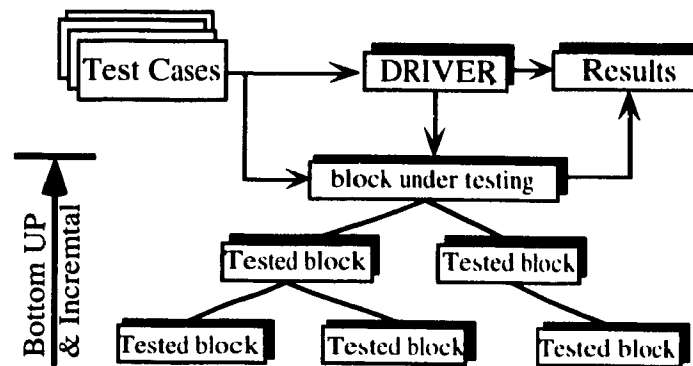 Test Cases
DRIVER
Results
block under testing
Tested block
Tested block
Tested block
Tested block
Tested block
Bottom UP
& Incremtal